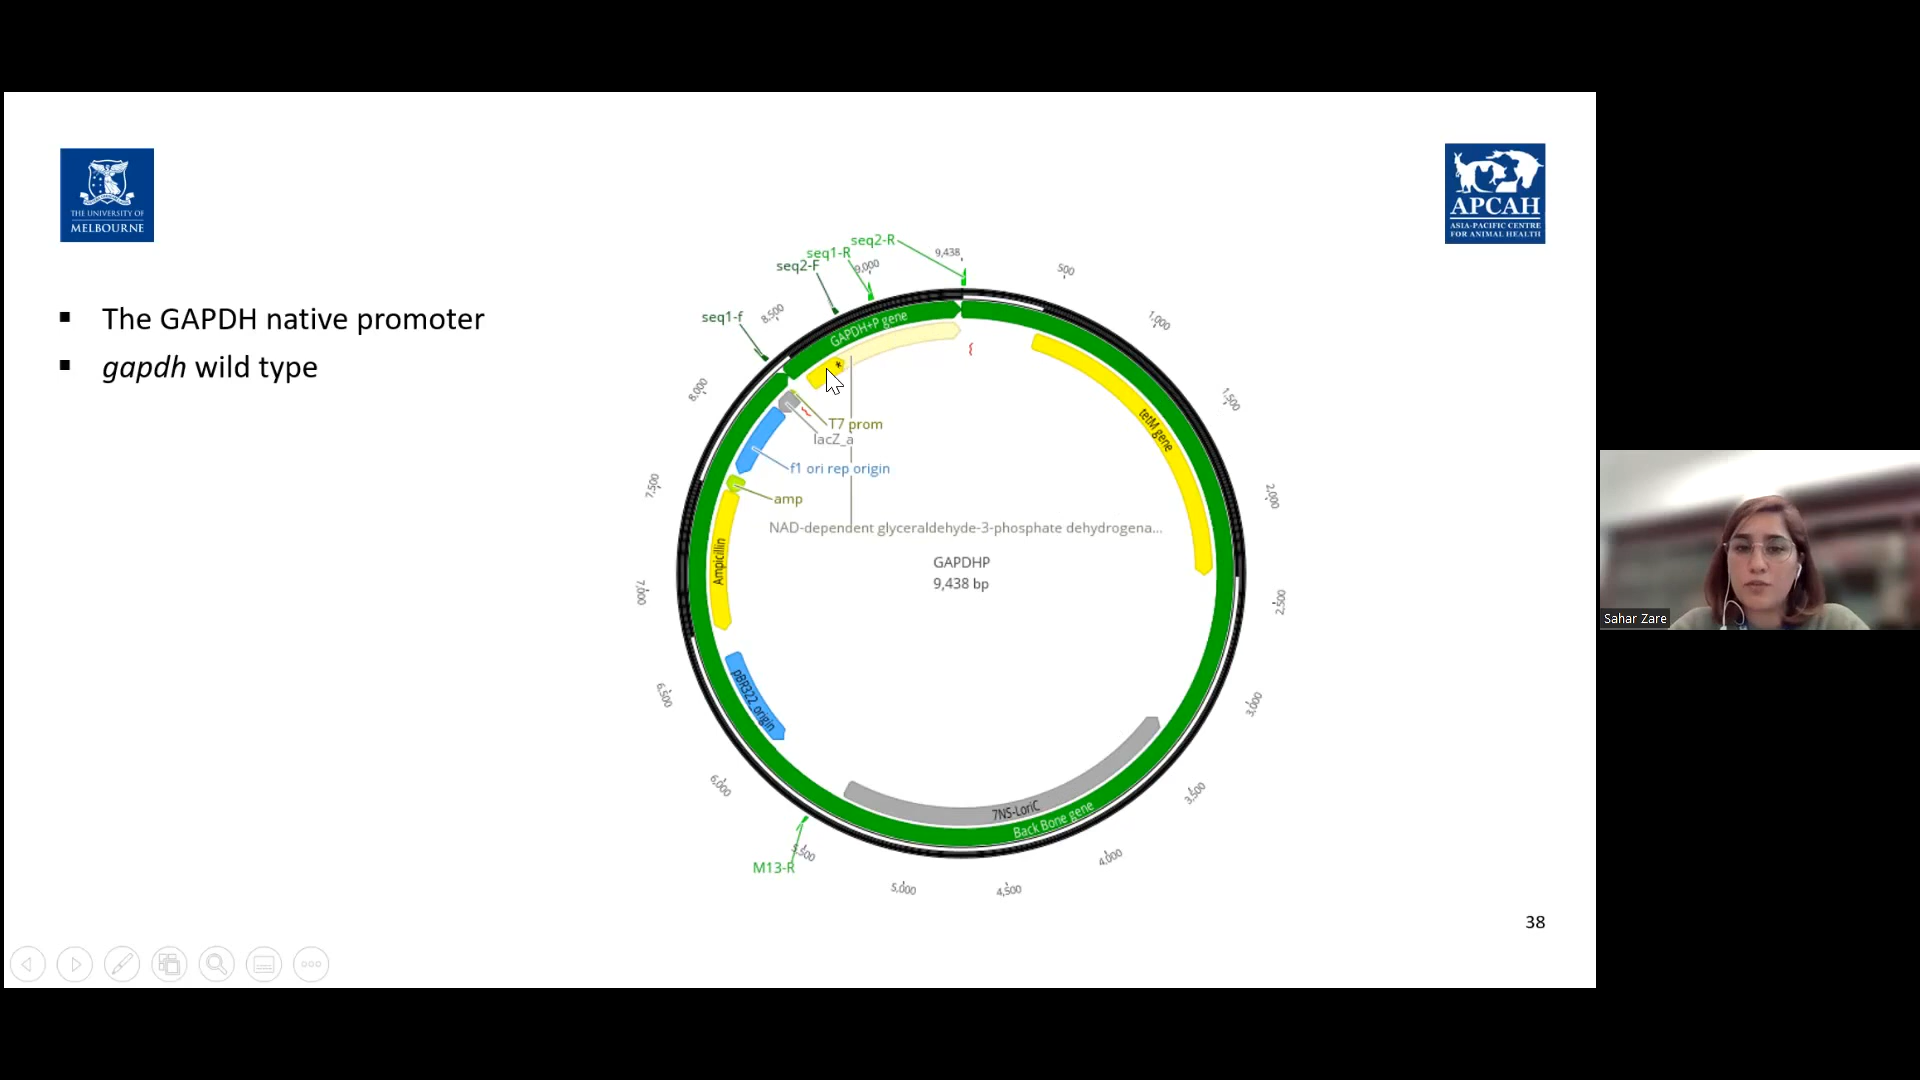 THE UNIVERSITY OF
MELBOURNE
APCAH
ASIA-PACIFIC CENTRE
FOR ANIMAL HEALTH
▪ The GAPDH native promoter
▪ gapdh wild type
seq2-R
seq1-R
seq2-F
seq1-f
9,438
500
1,000
1,500
2,000
2,500
3,000
3,500
4,000
4,500
5,000
5,500
6,000
6,500
7,000
7,500
8,000
8,500
9,000
GAPDH+P gene
tetM gene
T7 prom
lacZ_a
f1 ori rep origin
amp
Ampicillin
NAD-dependent glyceraldehyde-3-phosphate dehydrogena...
GAPDHP
9,438 bp
pBR322_origin
7NS-LoriC
Back Bone gene
M13-R
38
Sahar Zare